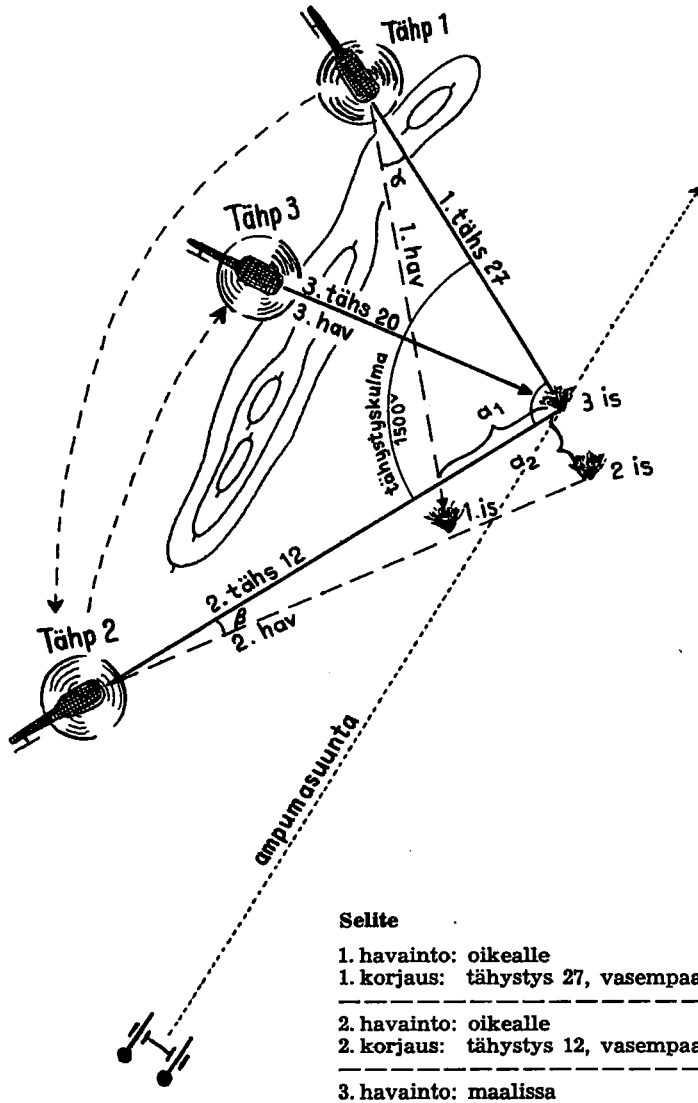 Tähp 1
α
1. tähs 27
1. hav
Tähp 3
3. tähs 20
3. hav
tähystyskulma
1500
a1
3 is
a2
2 is
1. is
2. tähs 12
β
2. hav
Tähp 2
ampumasuunta
Selite
1. havainto: oikealle
1. korjaus: tähystys 27, vasempaa
2. havainto: oikealle
2. korjaus: tähystys 12, vasempaa
3. havainto: maalissa